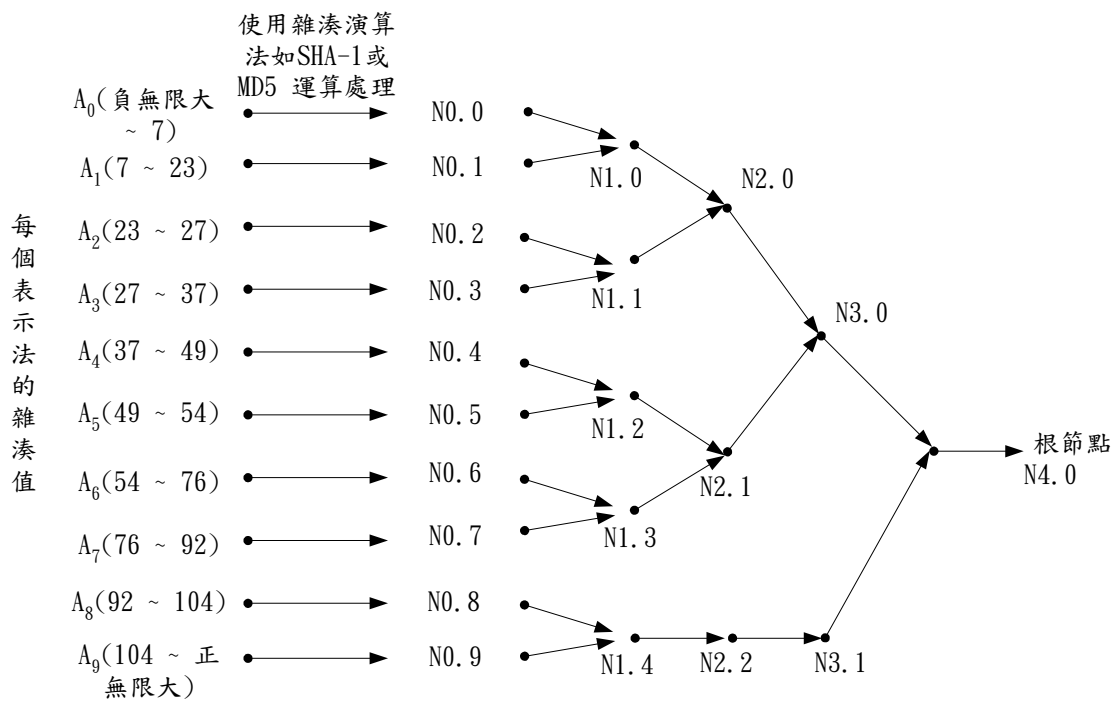 使用雜湊演算
法如SHA-1或
MD5 運算處理
A0(負無限大
~ 7)
N0.0
A1(7 ~ 23)
N0.1
N1.0
N2.0
每個表示法的雜湊值
A2(23 ~ 27)
N0.2
A3(27 ~ 37)
N0.3
N1.1
N3.0
A4(37 ~ 49)
N0.4
A5(49 ~ 54)
N0.5
N1.2
根節點
N4.0
A6(54 ~ 76)
N0.6
N2.1
A7(76 ~ 92)
N0.7
N1.3
A8(92 ~ 104)
N0.8
A9(104 ~ 正
無限大)
N0.9
N1.4
N2.2
N3.1